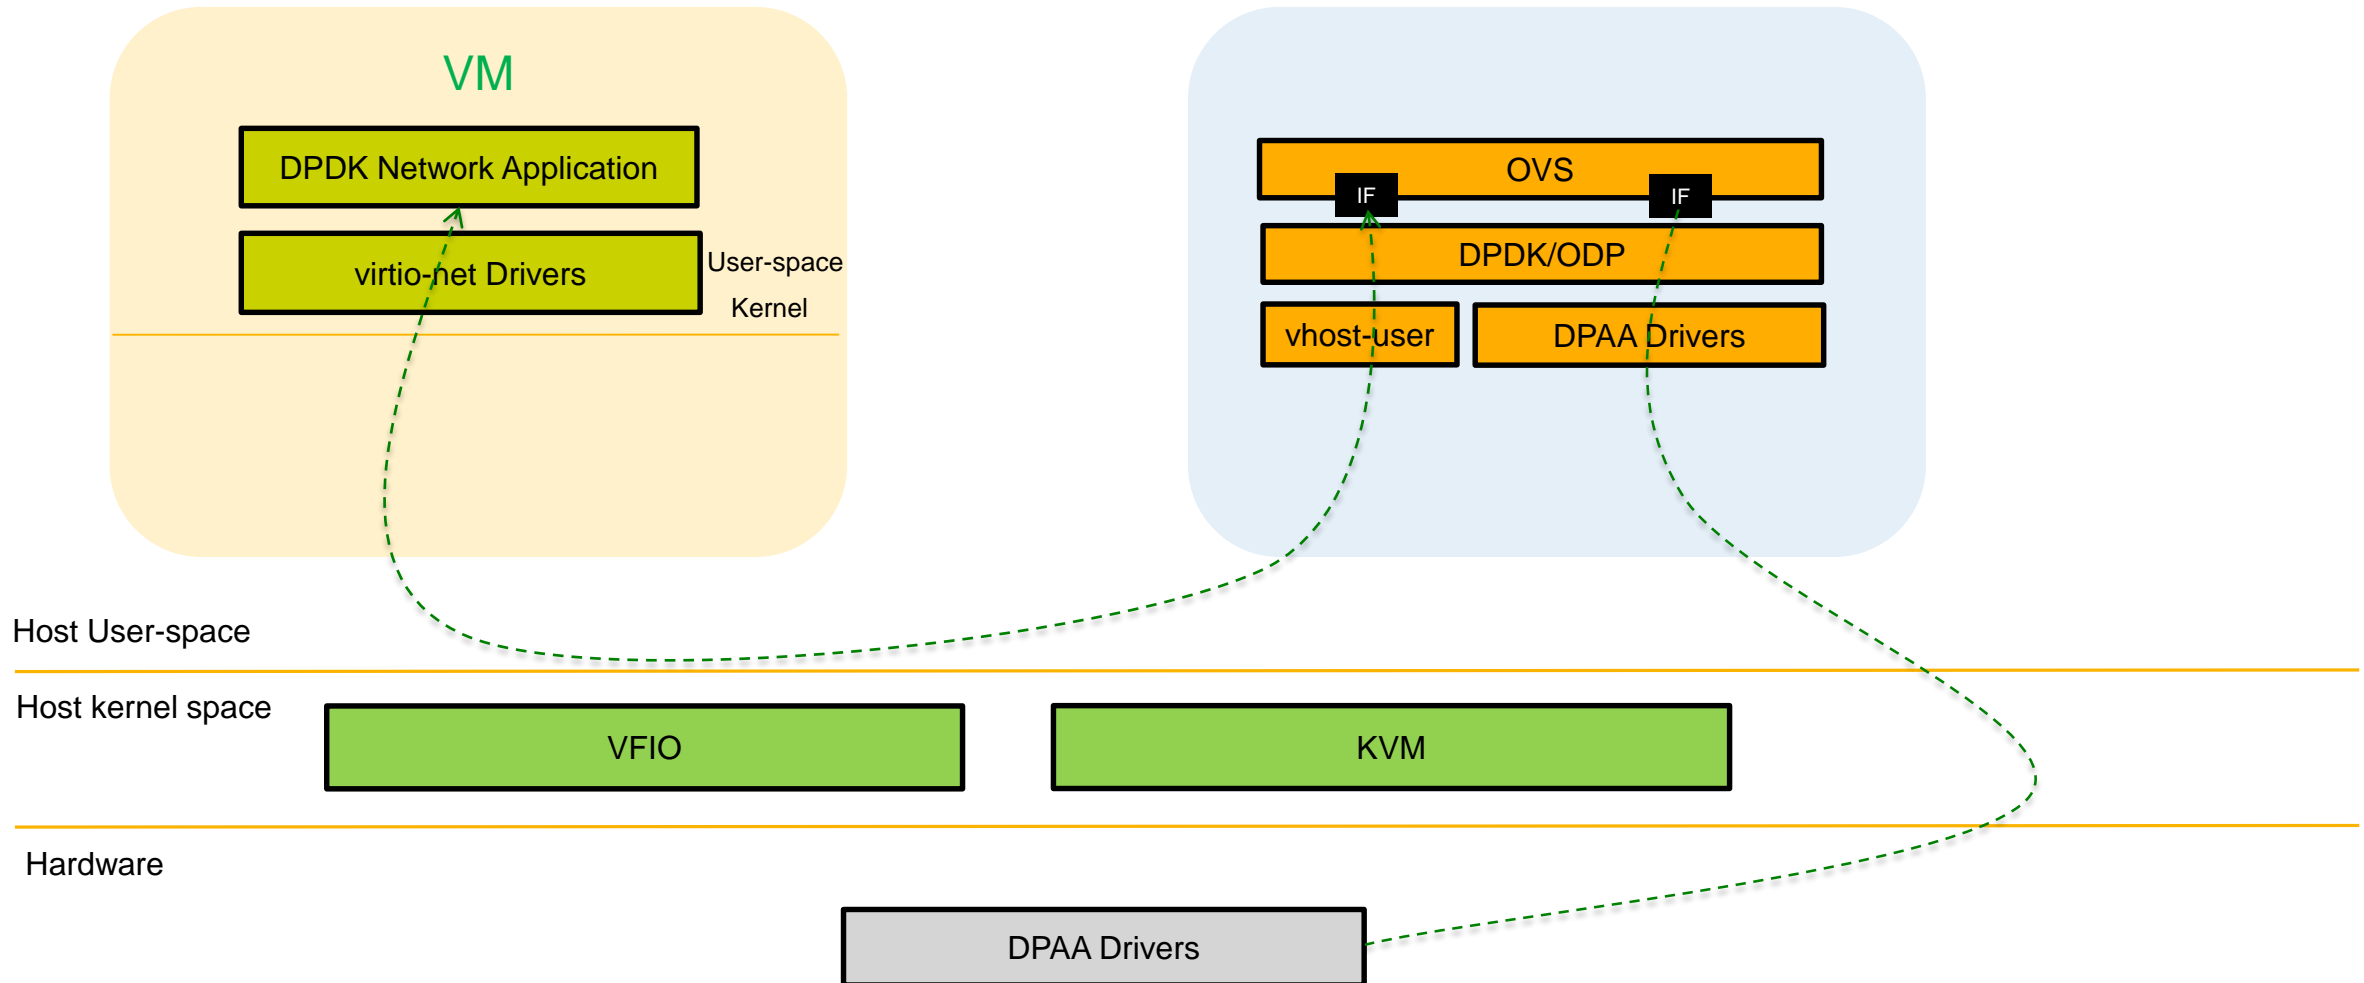 VM
DPDK Network Application
virtio-net Drivers
User-space
Kernel
OVS
IF
IF
DPDK/ODP
vhost-user
DPAA Drivers
Host User-space
Host kernel space
VFIO
KVM
Hardware
DPAA Drivers